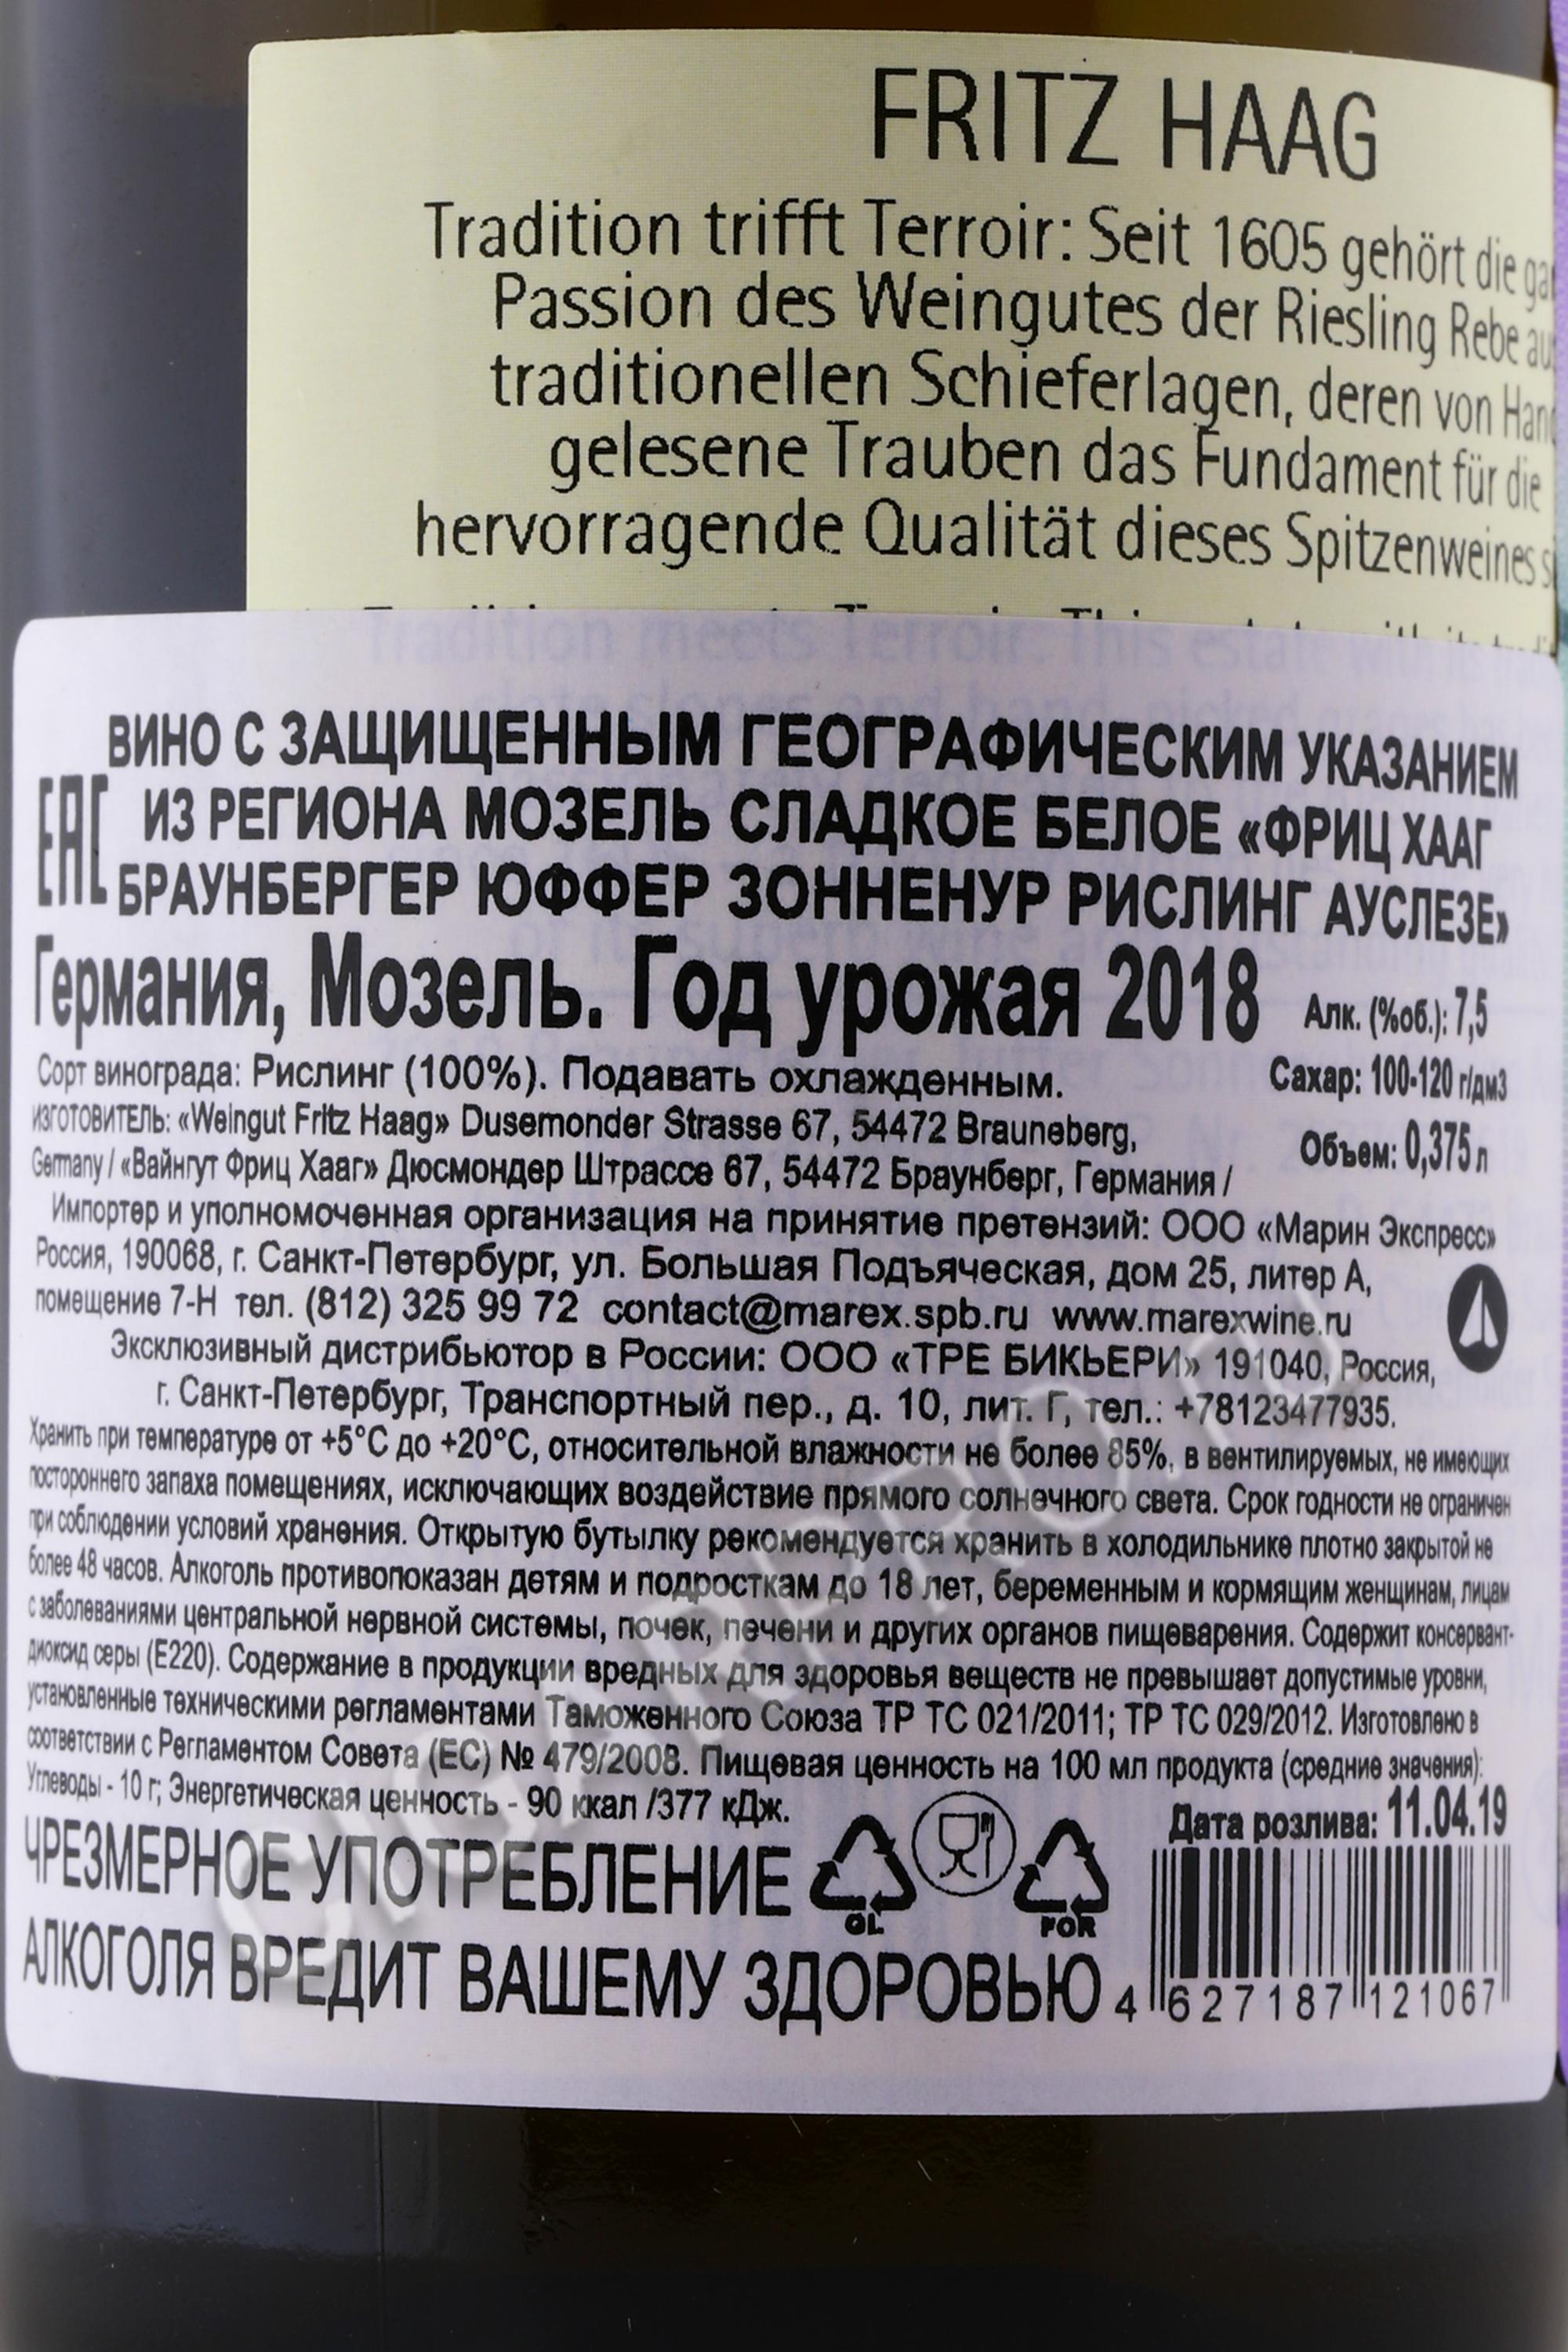 FRITZ HAAG
Tradition trifft Terroir: Seit 1605 gehört die
Passion des Weingutes der Riesling Rebe
traditionellen Schieferlagen, deren von
gelesene Trauben das Fundament für die
hervorragende Qualität dieses Spitzenweines
Tradition meets Terroir: This
ВИНО С ЗАЩИЩЕННЫМ ГЕОГРАФИЧЕСКИМ УКАЗАНИЕМ
ИЗ РЕГИОНА МОЗЕЛЬ СЛАДКОЕ БЕЛОЕ «ФРИЦ ХААГ
EAC
БРАУНБЕРГЕР ЮФФЕР ЗОННЕНУР РИСЛИНГ АУСЛЕЗЕ»
Германия, Мозель. Год урожая 2018 Алк. (%об.): 7,5
Сорт винограда: Рислинг (100%). Подавать охлажденным. Сахар: 100-120 г/дм3
ИЗГОТОВИТЕЛЬ: «Weingut Fritz Haag» Dusemonder Strasse 67, 54472 Brauneberg,
Germany / «Вайнгут Фриц Хааг» Дюсмондер Штрассе 67, 54472 Браунберг, Германия / Объем: 0,375 л
Импортер и уполномоченная организация на принятие претензий: ООО «Марин Экспресс»
Россия, 190068, г. Санкт-Петербург, ул. Большая Подъяческая, дом 25, литер А,
помещение 7-Н тел. (812) 325 99 72 contact@marex.spb.ru www.marexwine.ru
Эксклюзивный дистрибьютор в России: ООО «ТРЕ БИКЬЕРИ» 191040, Россия,
г. Санкт-Петербург, Транспортный пер., д. 10, лит. Г, тел.: +78123477935.
Хранить при температуре от +5°С до +20°С, относительной влажности не более 85%, в вентилируемых, не имеющих
постороннего запаха помещениях, исключающих воздействие прямого солнечного света. Срок годности не ограничен
при соблюдении условий хранения. Открытую бутылку рекомендуется хранить в холодильнике плотно закрытой не
более 48 часов. Алкоголь противопоказан детям и подросткам до 18 лет, беременным и кормящим женщинам, лицам
с заболеваниями центральной нервной системы, почек, печени и других органов пищеварения. Содержит консервант-
диоксид серы (Е220). Содержание в продукции вредных для здоровья веществ не превышает допустимые уровни,
установленные техническими регламентами Таможенного Союза ТР ТС 021/2011; ТР ТС 029/2012. Изготовлено в
соответствии с Регламентом Совета (ЕС) № 479/2008. Пищевая ценность на 100 мл продукта (средние значения):
Углеводы - 10 г; Энергетическая ценность - 90 ккал /377 кДж.
Дата розлива: 11.04.19
ЧРЕЗМЕРНОЕ УПОТРЕБЛЕНИЕ
GL FOR
АЛКОГОЛЯ ВРЕДИТ ВАШЕМУ ЗДОРОВЬЮ
4 627187 121067